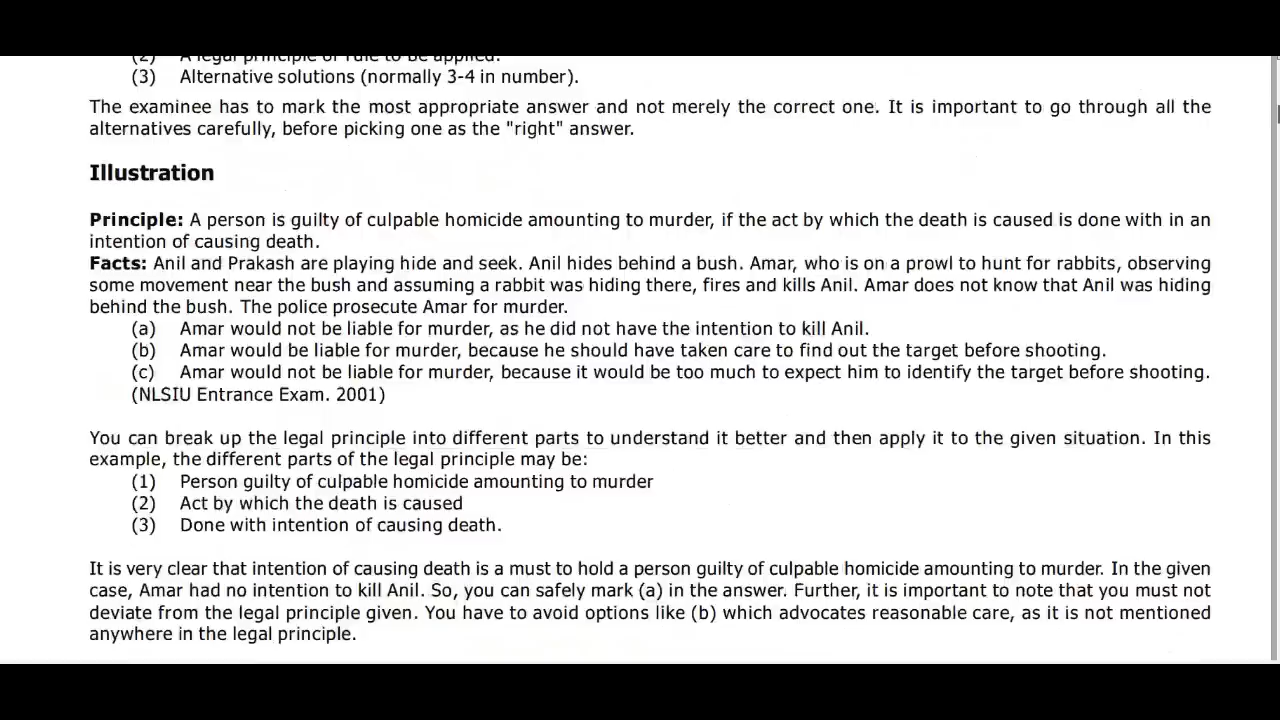 (2) A legal principle or rule to be applied.
(3) Alternative solutions (normally 3-4 in number).
The examinee has to mark the most appropriate answer and not merely the correct one. It is important to go through all the
alternatives carefully, before picking one as the "right" answer.
Illustration
Principle: A person is guilty of culpable homicide amounting to murder, if the act by which the death is caused is done with in an
intention of causing death.
Facts: Anil and Prakash are playing hide and seek. Anil hides behind a bush. Amar, who is on a prowl to hunt for rabbits, observing
some movement near the bush and assuming a rabbit was hiding there, fires and kills Anil. Amar does not know that Anil was hiding
behind the bush. The police prosecute Amar for murder.
(a) Amar would not be liable for murder, as he did not have the intention to kill Anil.
(b) Amar would be liable for murder, because he should have taken care to find out the target before shooting.
(c) Amar would not be liable for murder, because it would be too much to expect him to identify the target before shooting.
(NLSIU Entrance Exam. 2001)
You can break up the legal principle into different parts to understand it better and then apply it to the given situation. In this
example, the different parts of the legal principle may be:
(1) Person guilty of culpable homicide amounting to murder
(2) Act by which the death is caused
(3) Done with intention of causing death.
It is very clear that intention of causing death is a must to hold a person guilty of culpable homicide amounting to murder. In the given
case, Amar had no intention to kill Anil. So, you can safely mark (a) in the answer. Further, it is important to note that you must not
deviate from the legal principle given. You have to avoid options like (b) which advocates reasonable care, as it is not mentioned
anywhere in the legal principle.